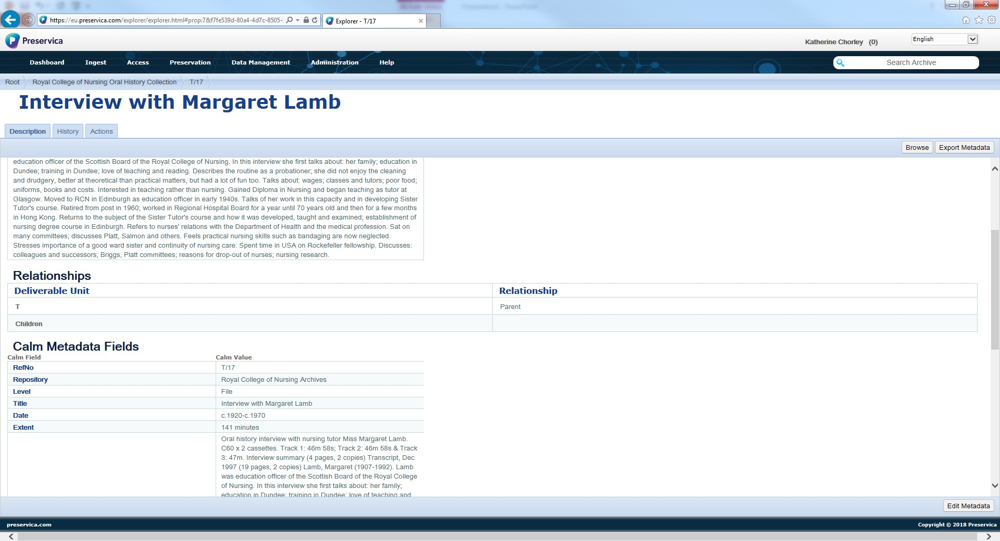 https://eu.preservica.com/explorer/explorer.html#prop:7&f7fe539d-80a4-4d7c-8505-
Explorer - T/17
Preservica
Katherine Chorley (0)
English
Dashboard Ingest Access Preservation Data Management Administration Help
Search Archive
Root Royal College of Nursing Oral History Collection T/17
Interview with Margaret Lamb
Description History Actions
Browse Export Metadata
education officer of the Scottish Board of the Royal College of Nursing. In this interview she first talks about: her family; education in
Dundee; training in Dundee; love of teaching and reading. Describes the routine as a probationer; she did not enjoy the cleaning
and drudgery, better at theoretical than practical matters, but had a lot of fun too. Talks about: wages; classes and tutors; poor food;
uniforms, books and costs. Interested in teaching rather than nursing. Gained Diploma in Nursing and began teaching as tutor at
Glasgow. Moved to RCN in Edinburgh as education officer in early 1940s. Talks of her work in this capacity and in developing Sister
Tutor's course. Retired from post in 1960; worked in Regional Hospital Board for a year until 70 years old and then for a few months
in Hong Kong. Returns to the subject of the Sister Tutor's course and how it was developed, taught and examined; establishment of
nursing degree course in Edinburgh. Refers to nurses' relations with the Department of Health and the medical profession. Sat on
many committees; discusses Platt, Salmon and others. Feels practical nursing skills such as bandaging are now neglected.
Stresses importance of a good ward sister and continuity of nursing care. Spent time in USA on Rockefeller fellowship. Discusses:
colleagues and successors; Briggs, Platt committees; reasons for drop-out of nurses; nursing research.
Relationships
Deliverable Unit Relationship
T Parent
Children
Calm Metadata Fields
Calm Field Calm Value
RefNo T/17
Repository Royal College of Nursing Archives
Level File
Title Interview with Margaret Lamb
Date c.1920-c.1970
Extent 141 minutes
Oral history interview with nursing tutor Miss Margaret Lamb.
C60 x 2 cassettes. Track 1: 46m 58s; Track 2: 46m 58s & Track
3: 47m. Interview summary (4 pages, 2 copies) Transcript, Dec
1997 (19 pages, 2 copies) Lamb, Margaret (1907-1992). Lamb
was education officer of the Scottish Board of the Royal College
of Nursing. In this interview she first talks about: her family;
education in Dundee; training in Dundee; love of teaching and
Edit Metadata
preservica.com
Copyright © 2018 Preservica